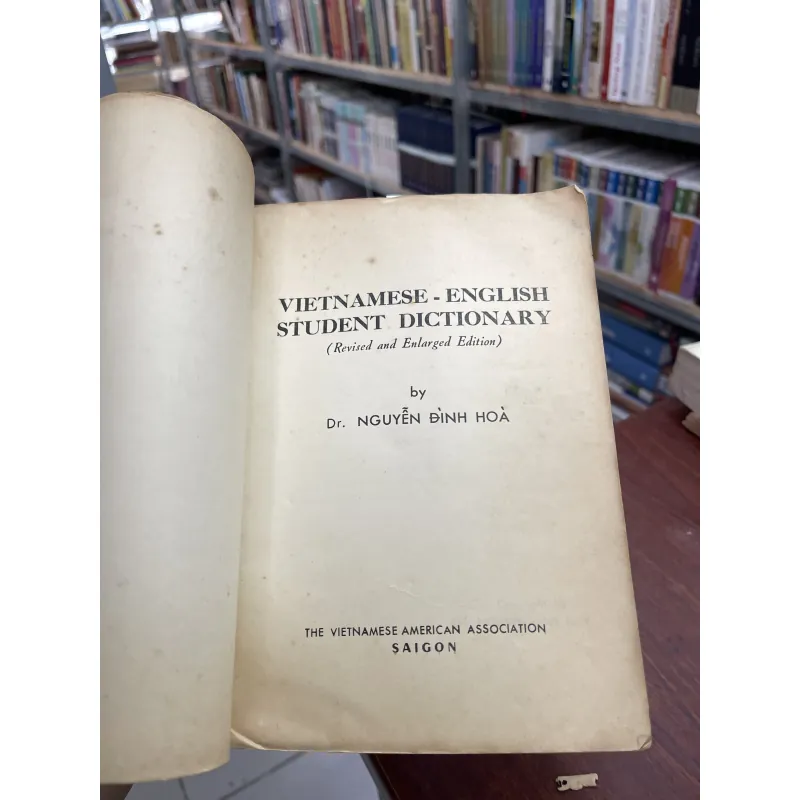 VIETNAMESE - ENGLISH
STUDENT DICTIONARY
(Revised and Enlarged Edition)
by
Dr. NGUYỄN ĐÌNH HOÀ
THE VIETNAMESE AMERICAN ASSOCIATION
SAIGON